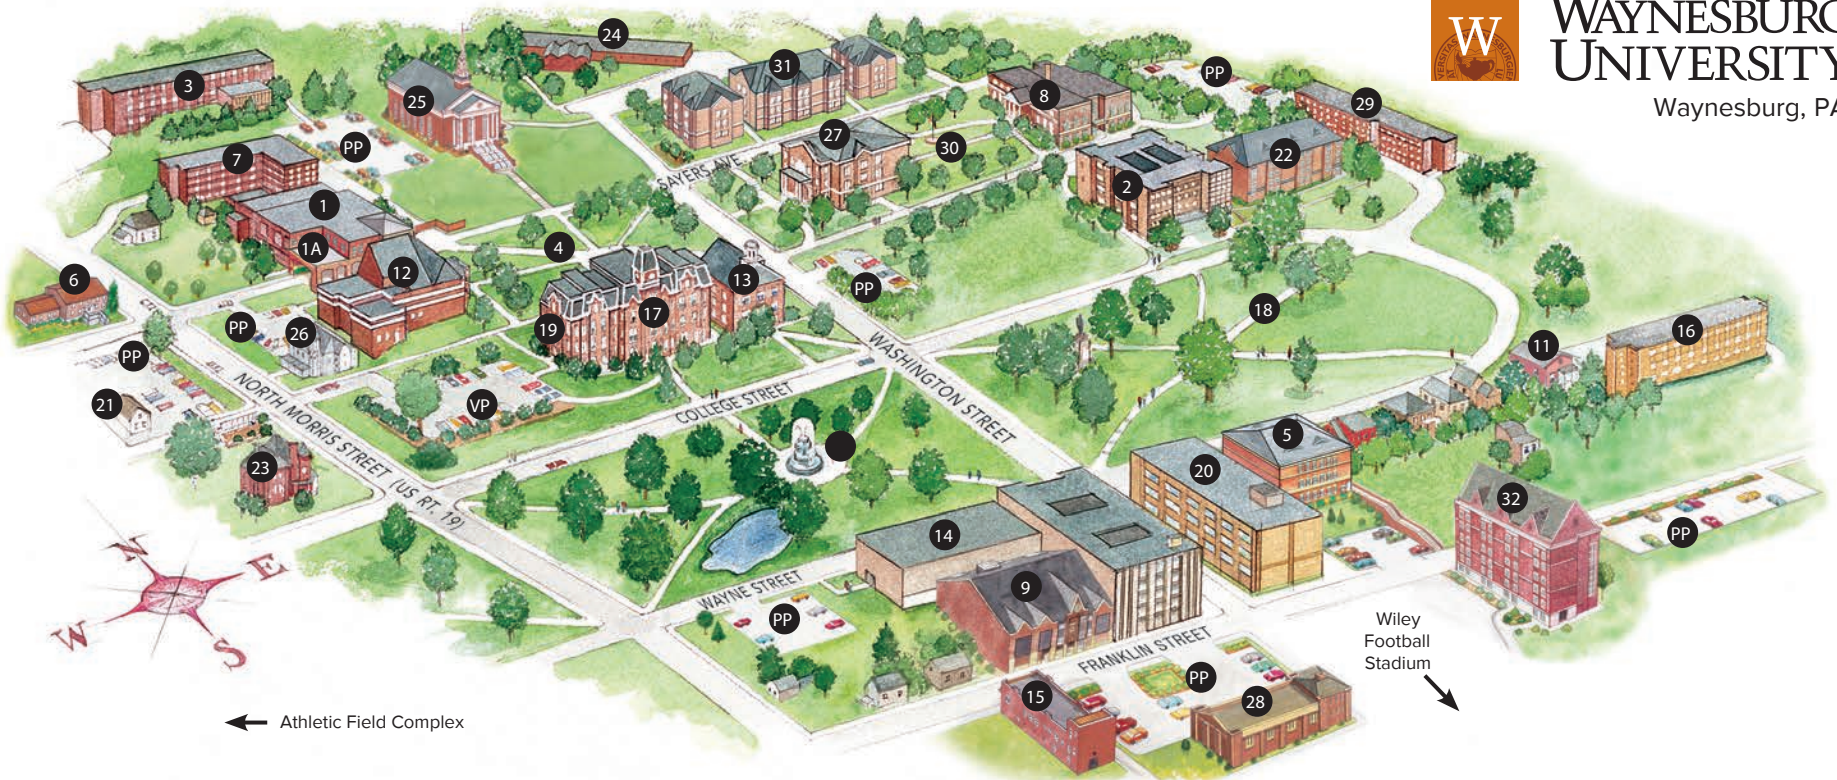 WAYNESBURG
UNIVERSITY
Waynesburg, PA
W
24
31
3
25
8
PP
29
27
30
22
7
PP
SAYERS AVE
2
1
1A
4
12
13
6
PP
18
19
17
PP
26
PP
WASHINGTON STREET
11
16
21
NORTH MORRIS STREET (US RT. 19)
VP
COLLEGE STREET
5
23
20
32
14
PP
N
E
W
S
WAYNE STREET
9
PP
Wiley
Football
Stadium
FRANKLIN STREET
PP
15
28
Athletic Field Complex